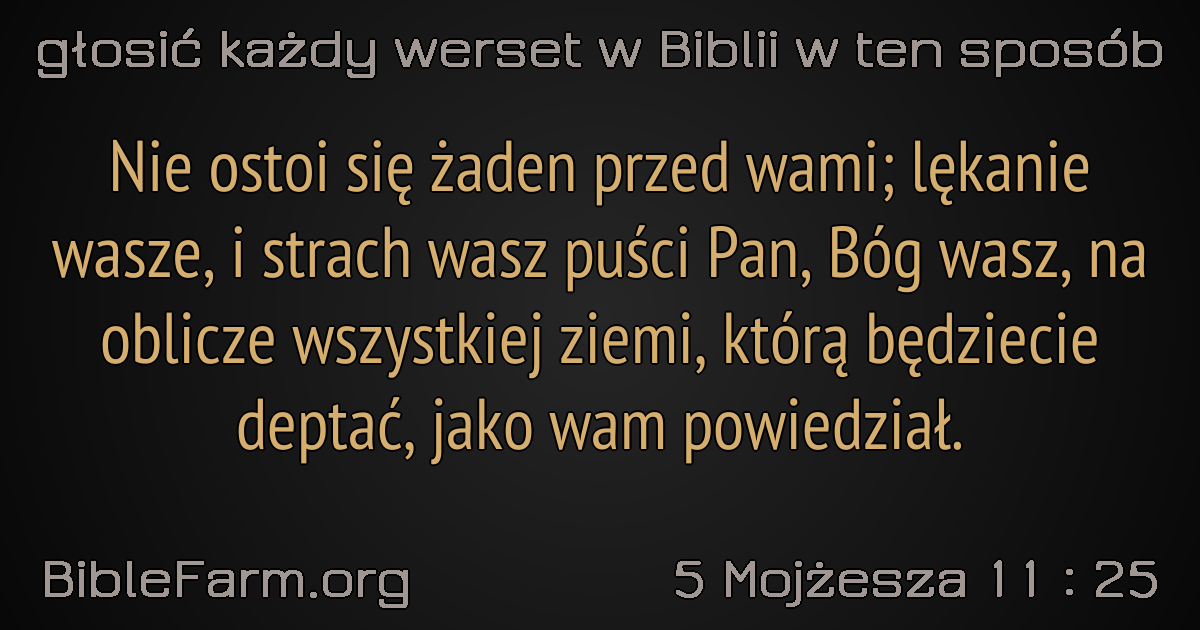 głosić każdy werset w Biblii w ten sposób
Nie ostoi się żaden przed wami; lękanie
wasze, i strach wasz puści Pan, Bóg wasz, na
oblicze wszystkiej ziemi, którą będziecie
deptać, jako wam powiedział.
BibleFarm.org
5 Mojżesza 11 : 25